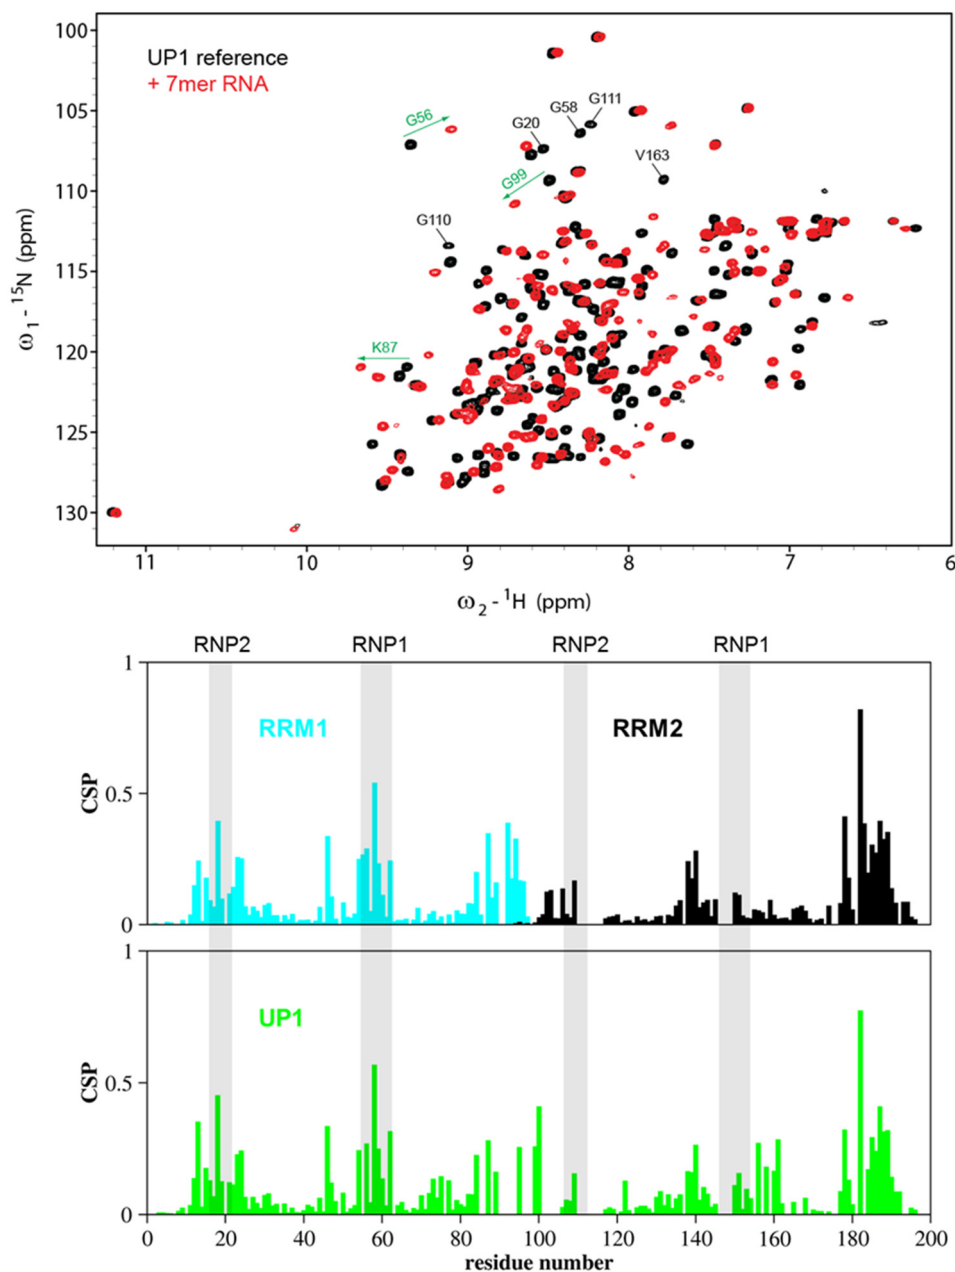 100
105
110
115
120
125
130
ω1 - 15N (ppm)
UP1 reference
+ 7mer RNA
G56
G20
G58
G111
G99
V163
G110
K87
11
10
9
8
7
6
ω2 - 1H (ppm)
RNP2
RNP1
RNP2
RNP1
1
0.5
0
CSP
RRM1
RRM2
1
0.5
0
CSP
UP1
0
20
40
60
80
100
120
140
160
180
200
residue number